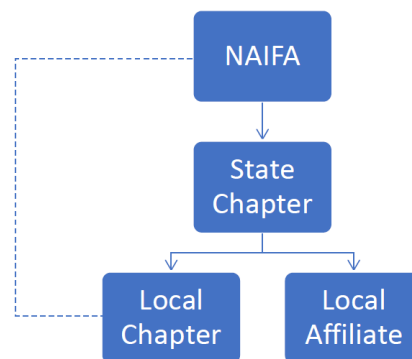 NAIFA
State
Chapter
Local
Chapter
Local
Affiliate